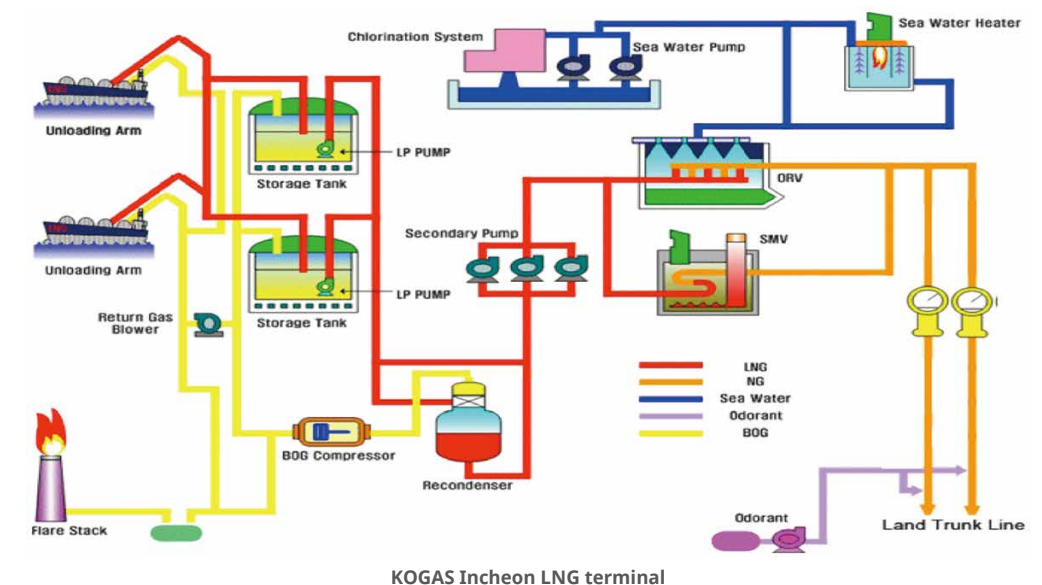 Chlorination System
Sea Water Pump
Sea Water Heater
LNG
Unloading Arm
LP PUMP
Storage Tank
ORV
LNG
Unloading Arm
Secondary Pump
SMV
LP PUMP
Storage Tank
Return Gas
Blower
LNG
NG
Sea Water
Odorant
BOG
BOG Compressor
Recondenser
Flare Stack
Odorant
Land Trunk Line
KOGAS Incheon LNG terminal